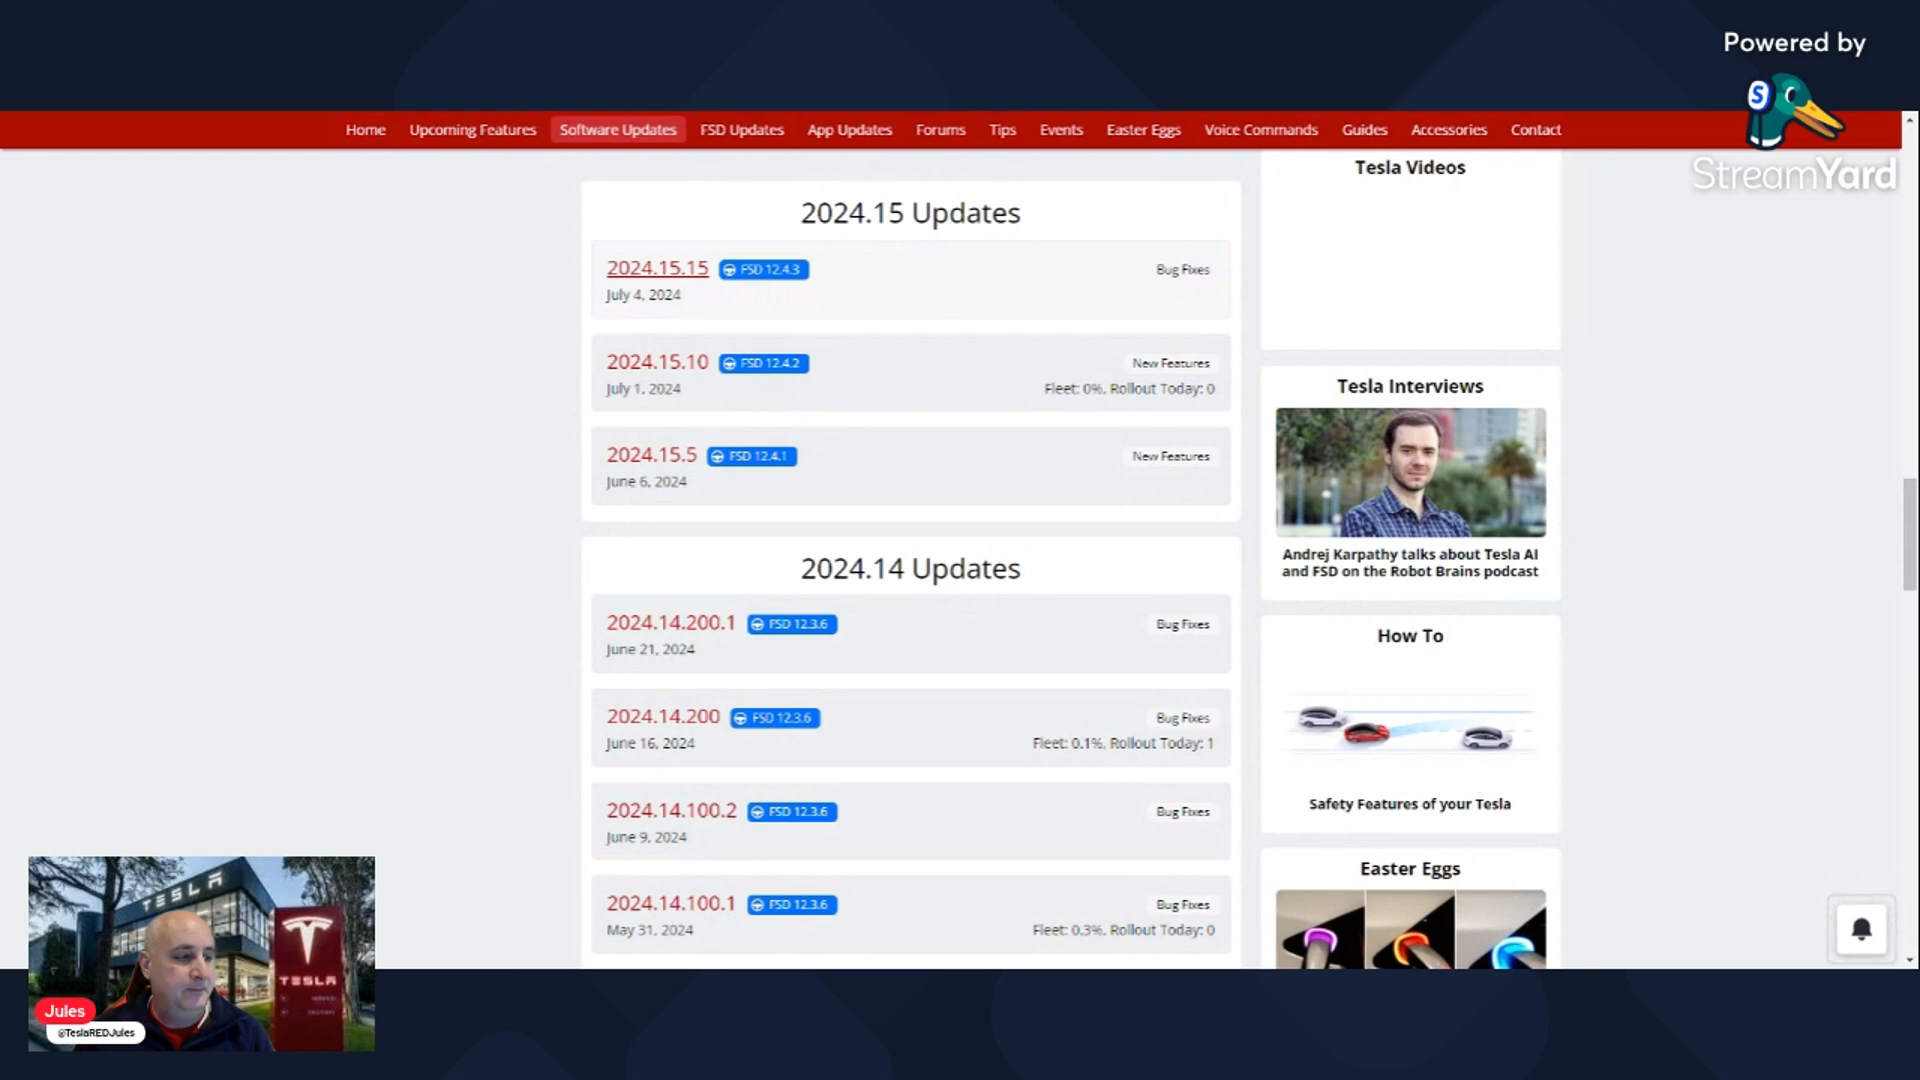 Powered by
S
StreamYard
Home Upcoming Features Software Updates FSD Updates App Updates Forums Tips Events Easter Eggs Voice Commands Guides Accessories Contact
2024.15 Updates
2024.15.15 FSD 12.4.3 Bug Fixes
July 4, 2024
2024.15.10 FSD 12.4.2 New Features
July 1, 2024 Fleet: 0%, Rollout Today: 0
2024.15.5 FSD 12.4.1 New Features
June 6, 2024
2024.14 Updates
2024.14.200.1 FSD 12.3.6 Bug Fixes
June 21, 2024
2024.14.200 FSD 12.3.6 Bug Fixes
June 16, 2024 Fleet: 0.1%, Rollout Today: 1
2024.14.100.2 FSD 12.3.6 Bug Fixes
June 9, 2024
2024.14.100.1 FSD 12.3.6 Bug Fixes
May 31, 2024 Fleet: 0.3%, Rollout Today: 0
Tesla Videos
Tesla Interviews
Andrej Karpathy talks about Tesla AI
and FSD on the Robot Brains podcast
How To
Safety Features of your Tesla
Easter Eggs
TESLA
TESLA
Jules
@TeslaREDJules